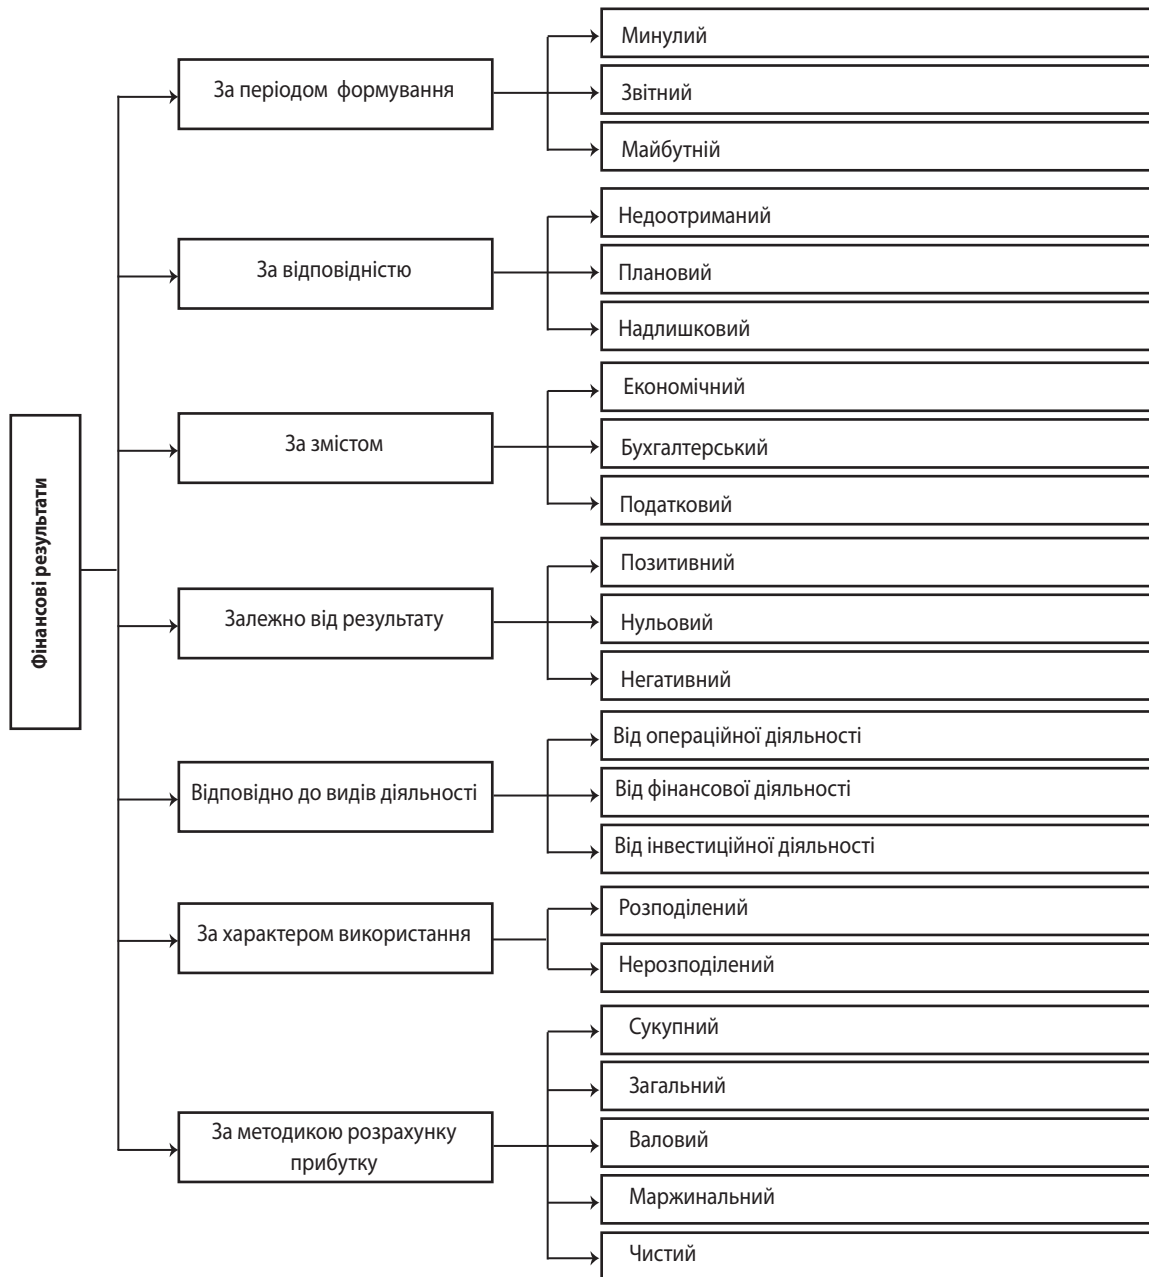 Фінансові результати
За періодом формування
Минулий
Звітний
Майбутній
За відповідністю
Недоотриманий
Плановий
Надлишковий
За змістом
Економічний
Бухгалтерський
Податковий
Залежно від результату
Позитивний
Нульовий
Негативний
Відповідно до видів діяльності
Від операційної діяльності
Від фінансової діяльності
Від інвестиційної діяльності
За характером використання
Розподілений
Нерозподілений
За методикою розрахунку
прибутку
Сукупний
Загальний
Валовий
Маржинальний
Чистий